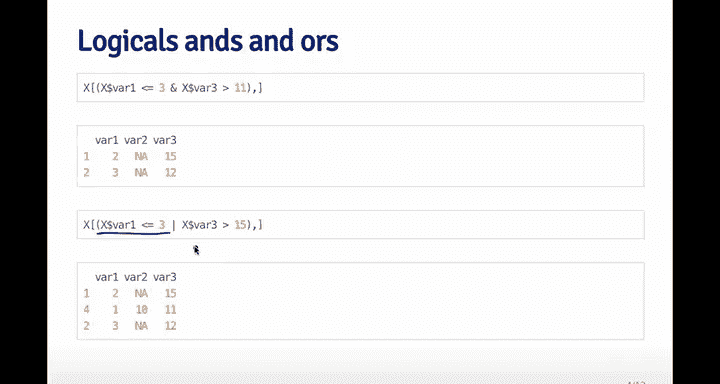 Logicals ands and ors
X[(X$var1 <= 3 & X$var3 > 11),]
var1 var2 var3
1 2 NA 15
2 3 NA 12
X[(X$var1 <= 3 | X$var3 > 15),]
var1 var2 var3
1 2 NA 15
4 1 10 11
2 3 NA 12